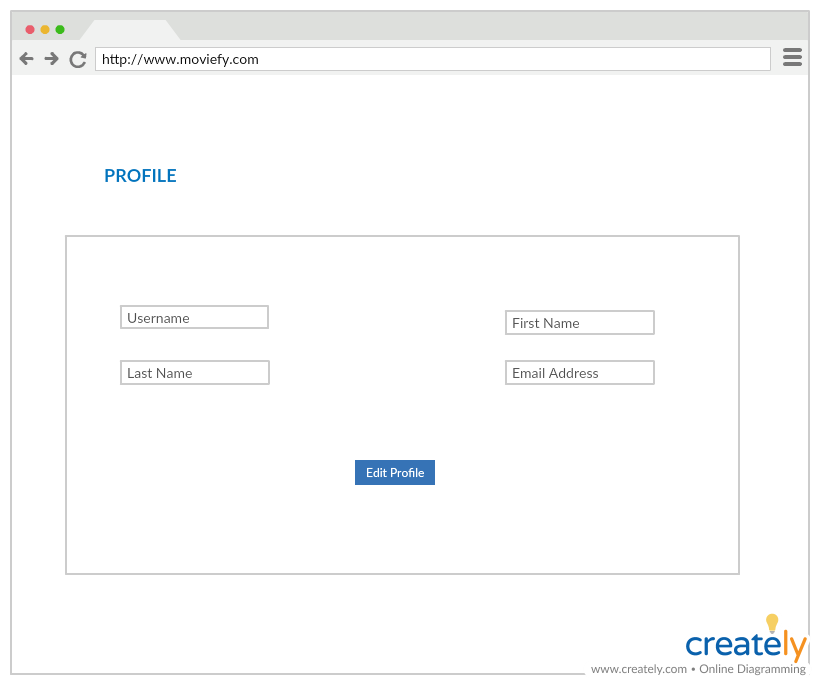 http://www.moviefy.com
PROFILE
Username
First Name
Last Name
Email Address
Edit Profile
creately
www.creately.com • Online Diagramming